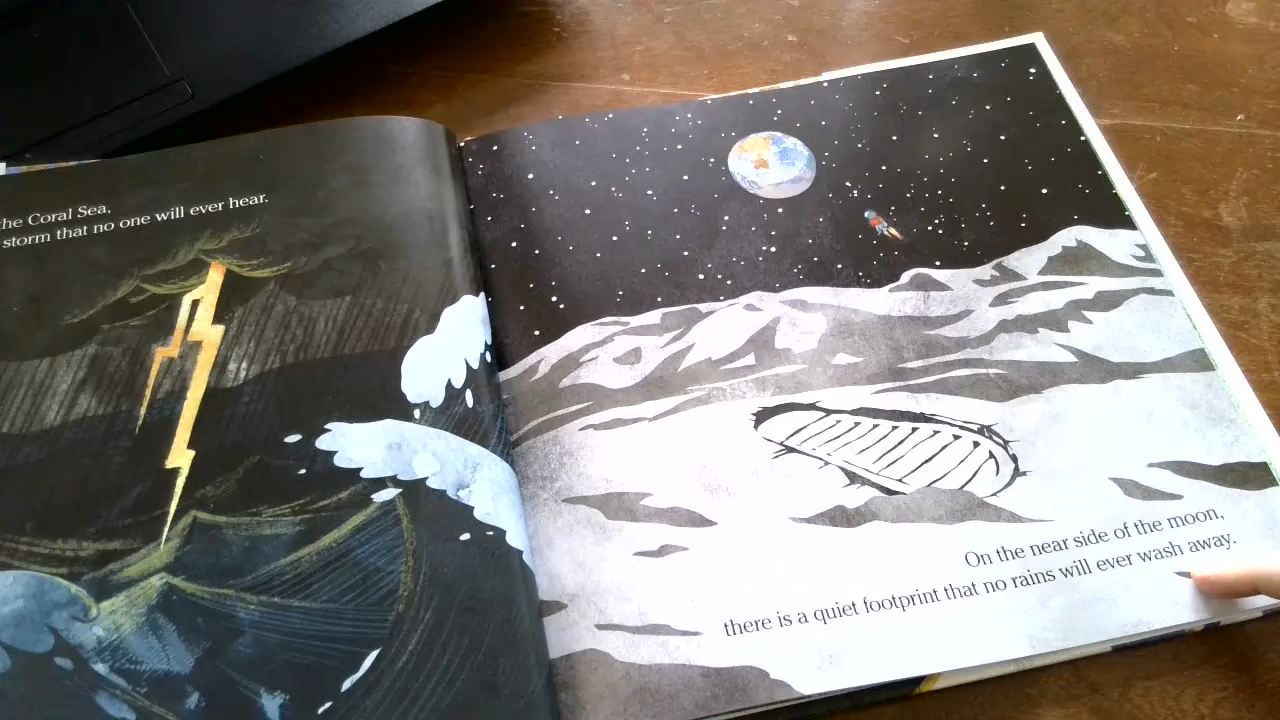 the Coral Sea,
storm that no one will ever hear.
On the near side of the moon,
there is a quiet footprint that no rains will ever wash away.